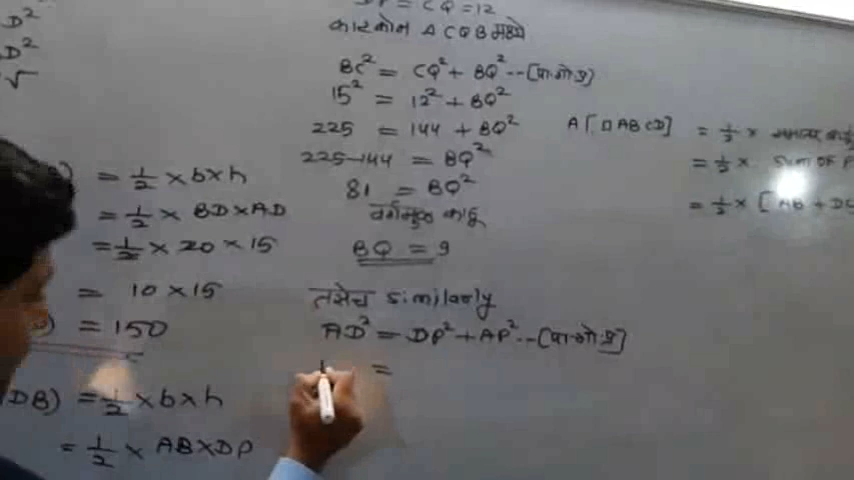 D²
D²
√
= 1/2 × b × h
= 1/2 × BD × AD
= 1/2 × 20 × 15
= 10 × 15
= 150
DB) = 1/2 × b × h
= 1/2 × AB × DP
= CQ = 12
काटकोन ΔCQB मध्ये
BC² = CQ² + BQ² --[पा.गो.प्र]
15² = 12² + BQ²
225 = 144 + BQ²
225-144 = BQ²
81 = BQ²
वर्गमुळ काढू
BQ = 9
तसेच similarly
AD² = DP² + AP² --[पा.गो.प्र]
=
A[□ABCD] = 1/2 ×
= 1/2 × sum of P
= 1/2 × [AB + DC